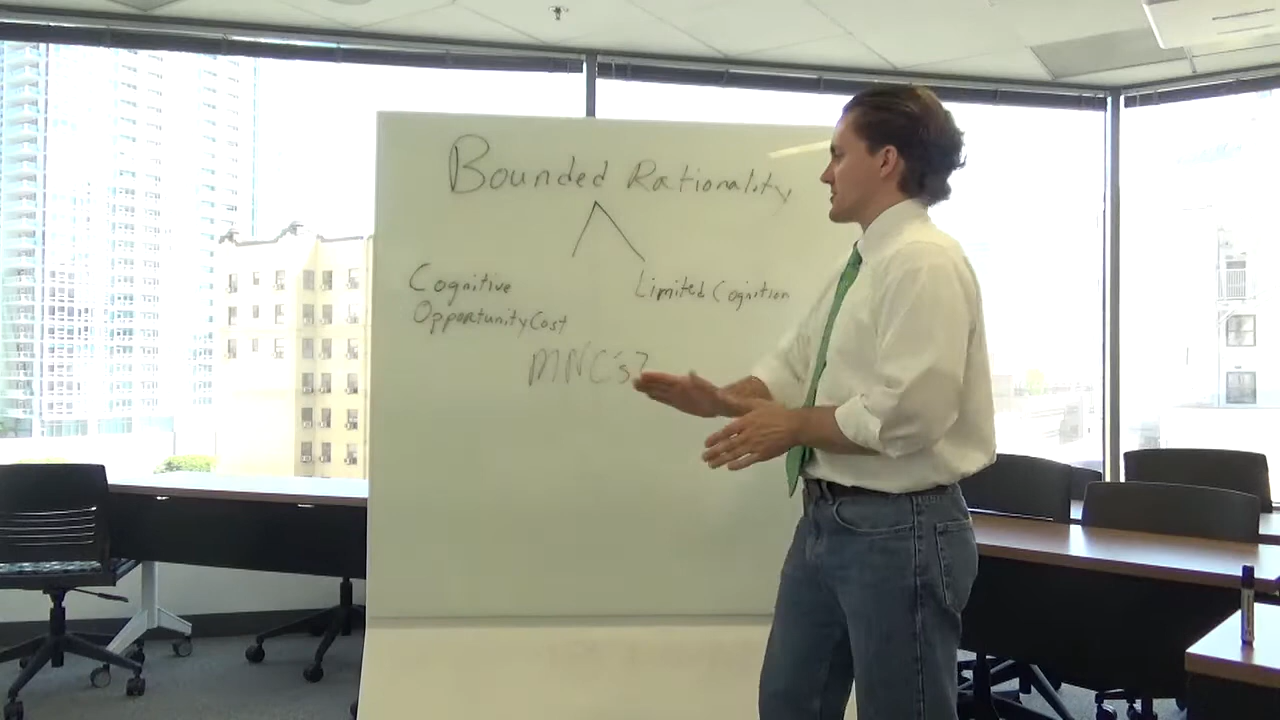 Bounded Rationality
Cognitive
Opportunity Cost
Limited Cognition
MNC's?